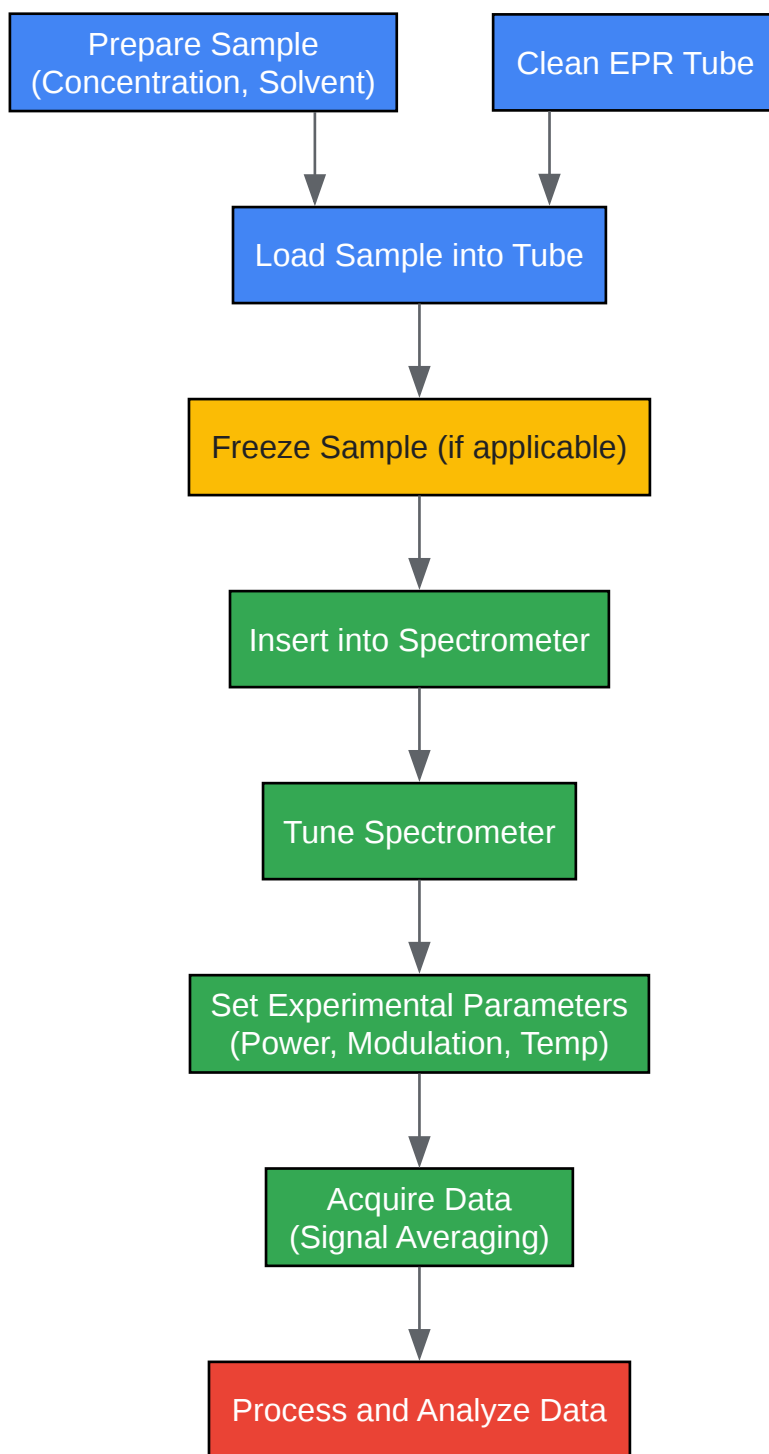 Prepare Sample
(Concentration, Solvent)
Clean EPR Tube
Load Sample into Tube
Freeze Sample (if applicable)
Insert into Spectrometer
Tune Spectrometer
Set Experimental Parameters
(Power, Modulation, Temp)
Acquire Data
(Signal Averaging)
Process and Analyze Data